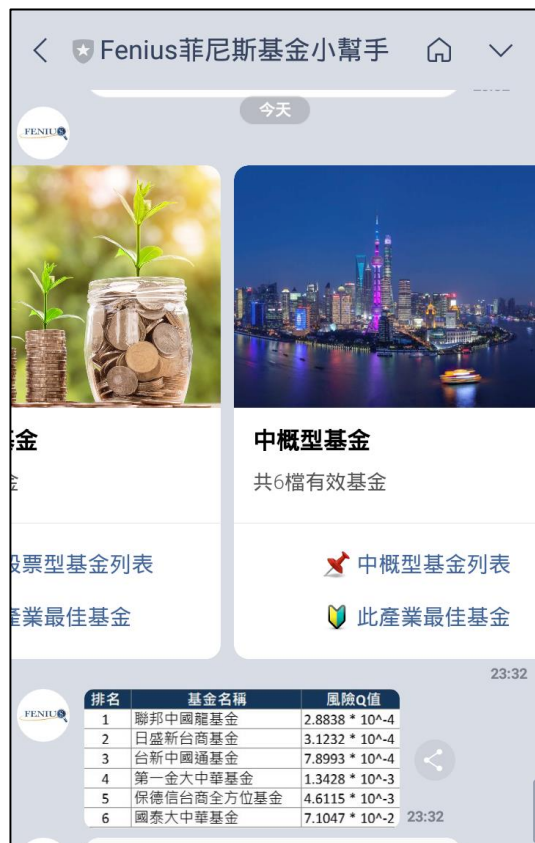 Fenius菲尼斯基金小幫手
今天
FENIUS
基金
股票型基金列表
產業最佳基金
中概型基金
共6檔有效基金
中概型基金列表
此產業最佳基金
23:32
FENIUS
排名 基金名稱 風險Q值
1 聯邦中國龍基金 2.8838 * 10^-4
2 日盛新台商基金 3.1232 * 10^-4
3 台新中國通基金 7.8993 * 10^-4
4 第一金大中華基金 1.3428 * 10^-3
5 保德信台商全方位基金 4.6115 * 10^-3
6 國泰大中華基金 7.1047 * 10^-2
23:32